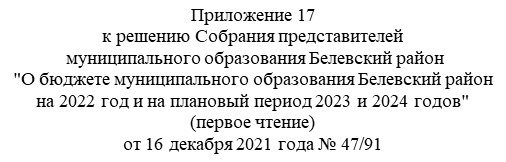 Приложение 17
к решению Собрания представителей
муниципального образования Белевский район
"О бюджете муниципального образования Белевский район
на 2022 год и на плановый период 2023 и 2024 годов"
(первое чтение)
от 16 декабря 2021 года № 47/91